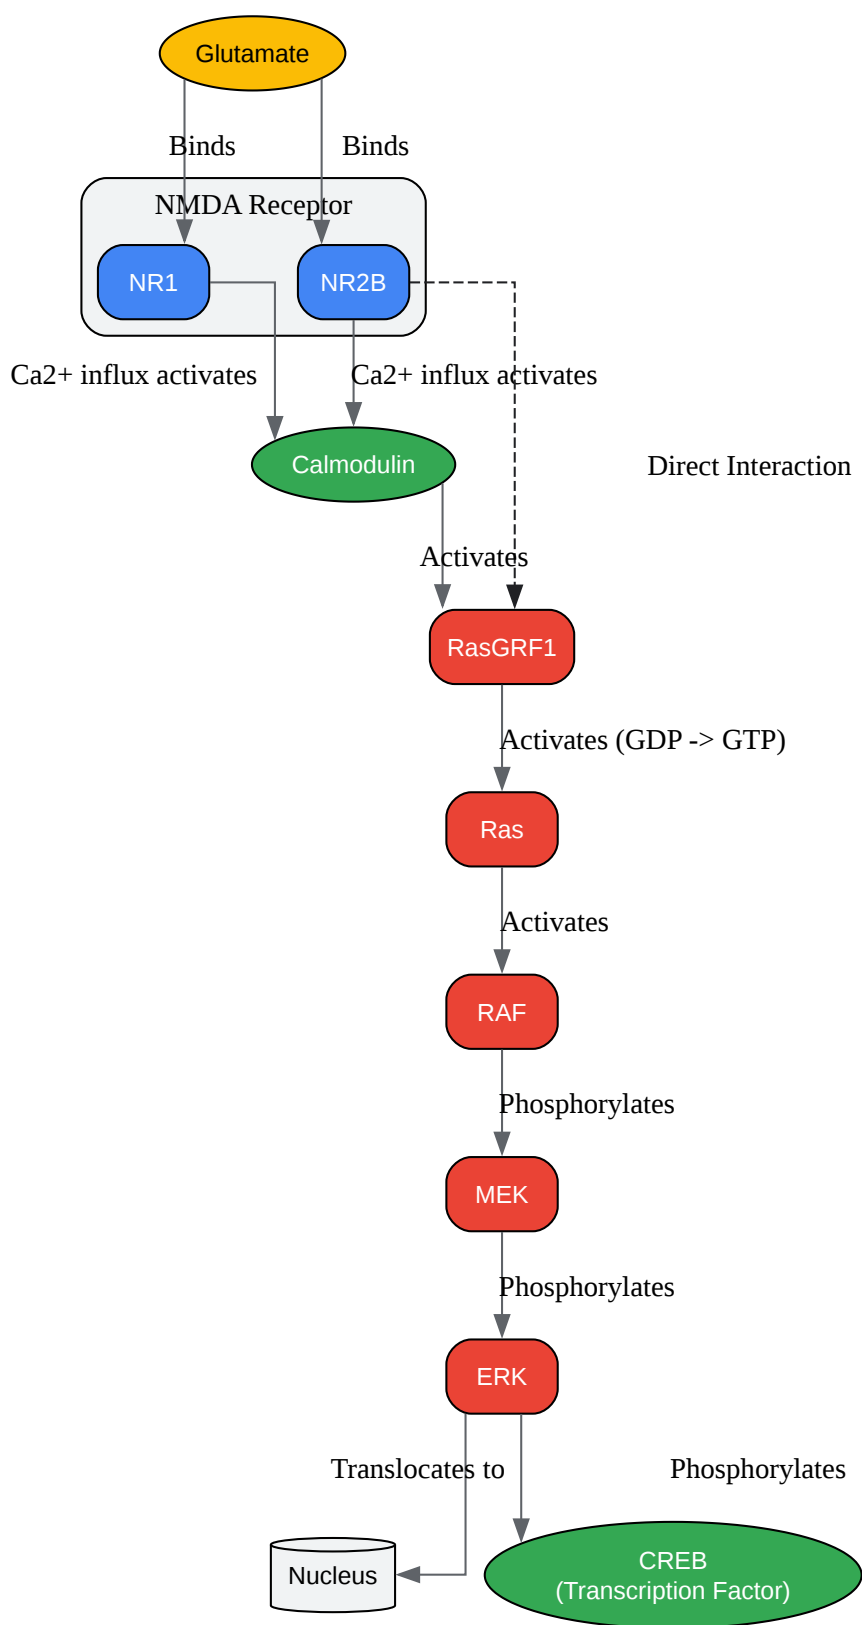 Glutamate
Binds
Binds
NMDA Receptor
NR1
NR2B
Ca2+ influx activates
Ca2+ influx activates
Calmodulin
Direct Interaction
Activates
RasGRF1
Activates (GDP -> GTP)
Ras
Activates
RAF
Phosphorylates
MEK
Phosphorylates
ERK
Translocates to
Phosphorylates
Nucleus
CREB
(Transcription Factor)